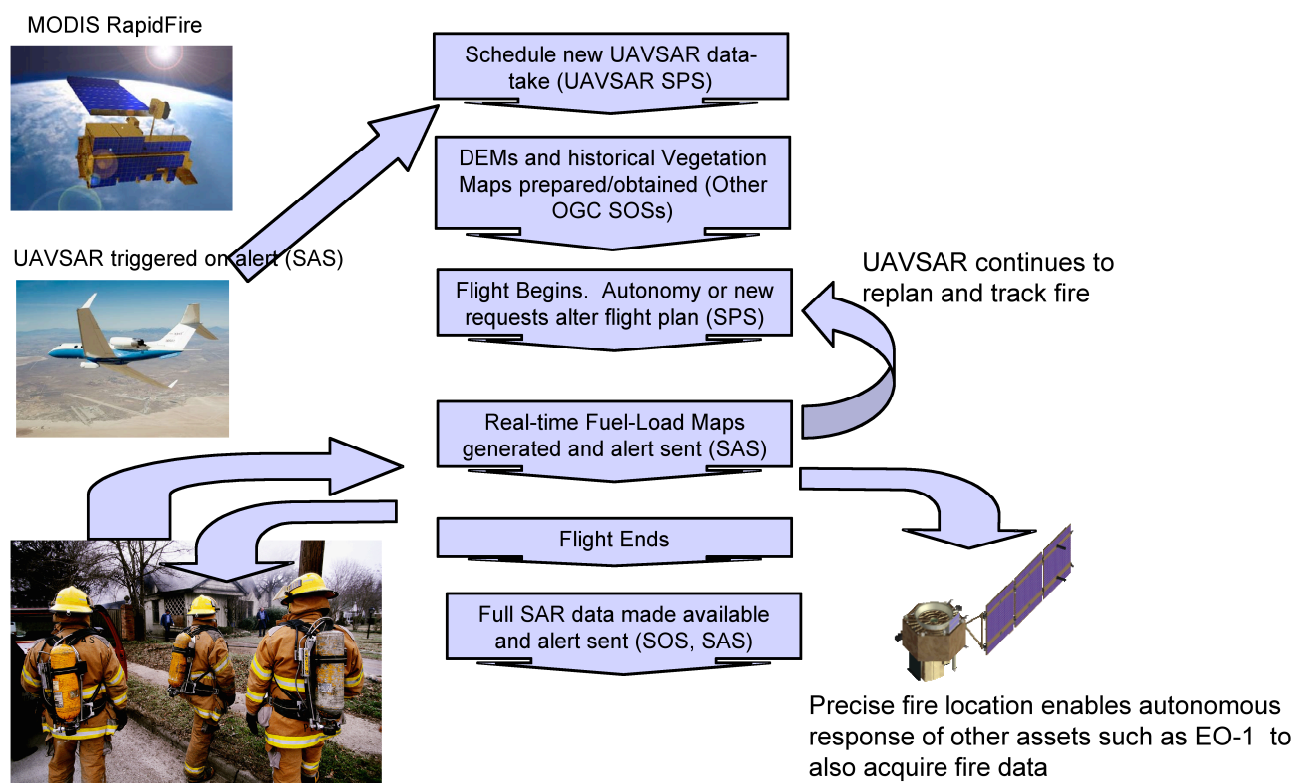 MODIS RapidFire
Schedule new UAVSAR data-
take (UAVSAR SPS)
DEMs and historical Vegetation
Maps prepared/obtained (Other
OGC SOSs)
UAVSAR triggered on alert (SAS)
Flight Begins.  Autonomy or new
requests alter flight plan (SPS)
UAVSAR continues to
replan and track fire
Real-time Fuel-Load Maps
generated and alert sent (SAS)
Flight Ends
Full SAR data made available
and alert sent (SOS, SAS)
Precise fire location enables autonomous
response of other assets such as EO-1  to
also acquire fire data